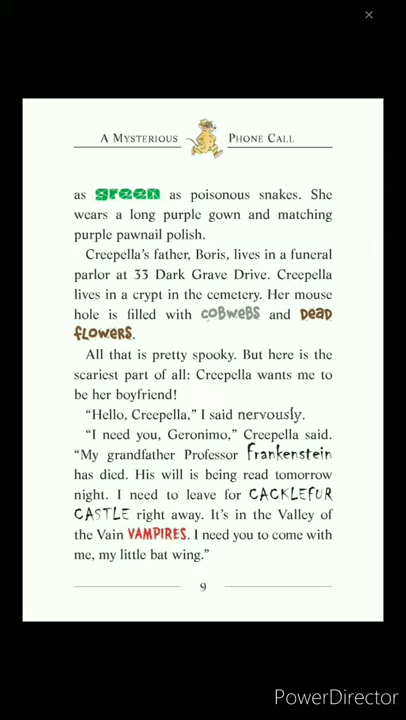 A Mysterious Phone Call
as green as poisonous snakes. She
wears a long purple gown and matching
purple pawnail polish.
Creepella's father, Boris, lives in a funeral
parlor at 33 Dark Grave Drive. Creepella
lives in a crypt in the cemetery. Her mouse
hole is filled with cobwebs and dead
flowers.
All that is pretty spooky. But here is the
scariest part of all: Creepella wants me to
be her boyfriend!
"Hello, Creepella," I said nervously.
"I need you, Geronimo," Creepella said.
"My grandfather Professor Frankenstein
has died. His will is being read tomorrow
night. I need to leave for CACKLEFUR
CASTLE right away. It's in the Valley of
the Vain VAMPIRES. I need you to come with
me, my little bat wing."
9
PowerDirector